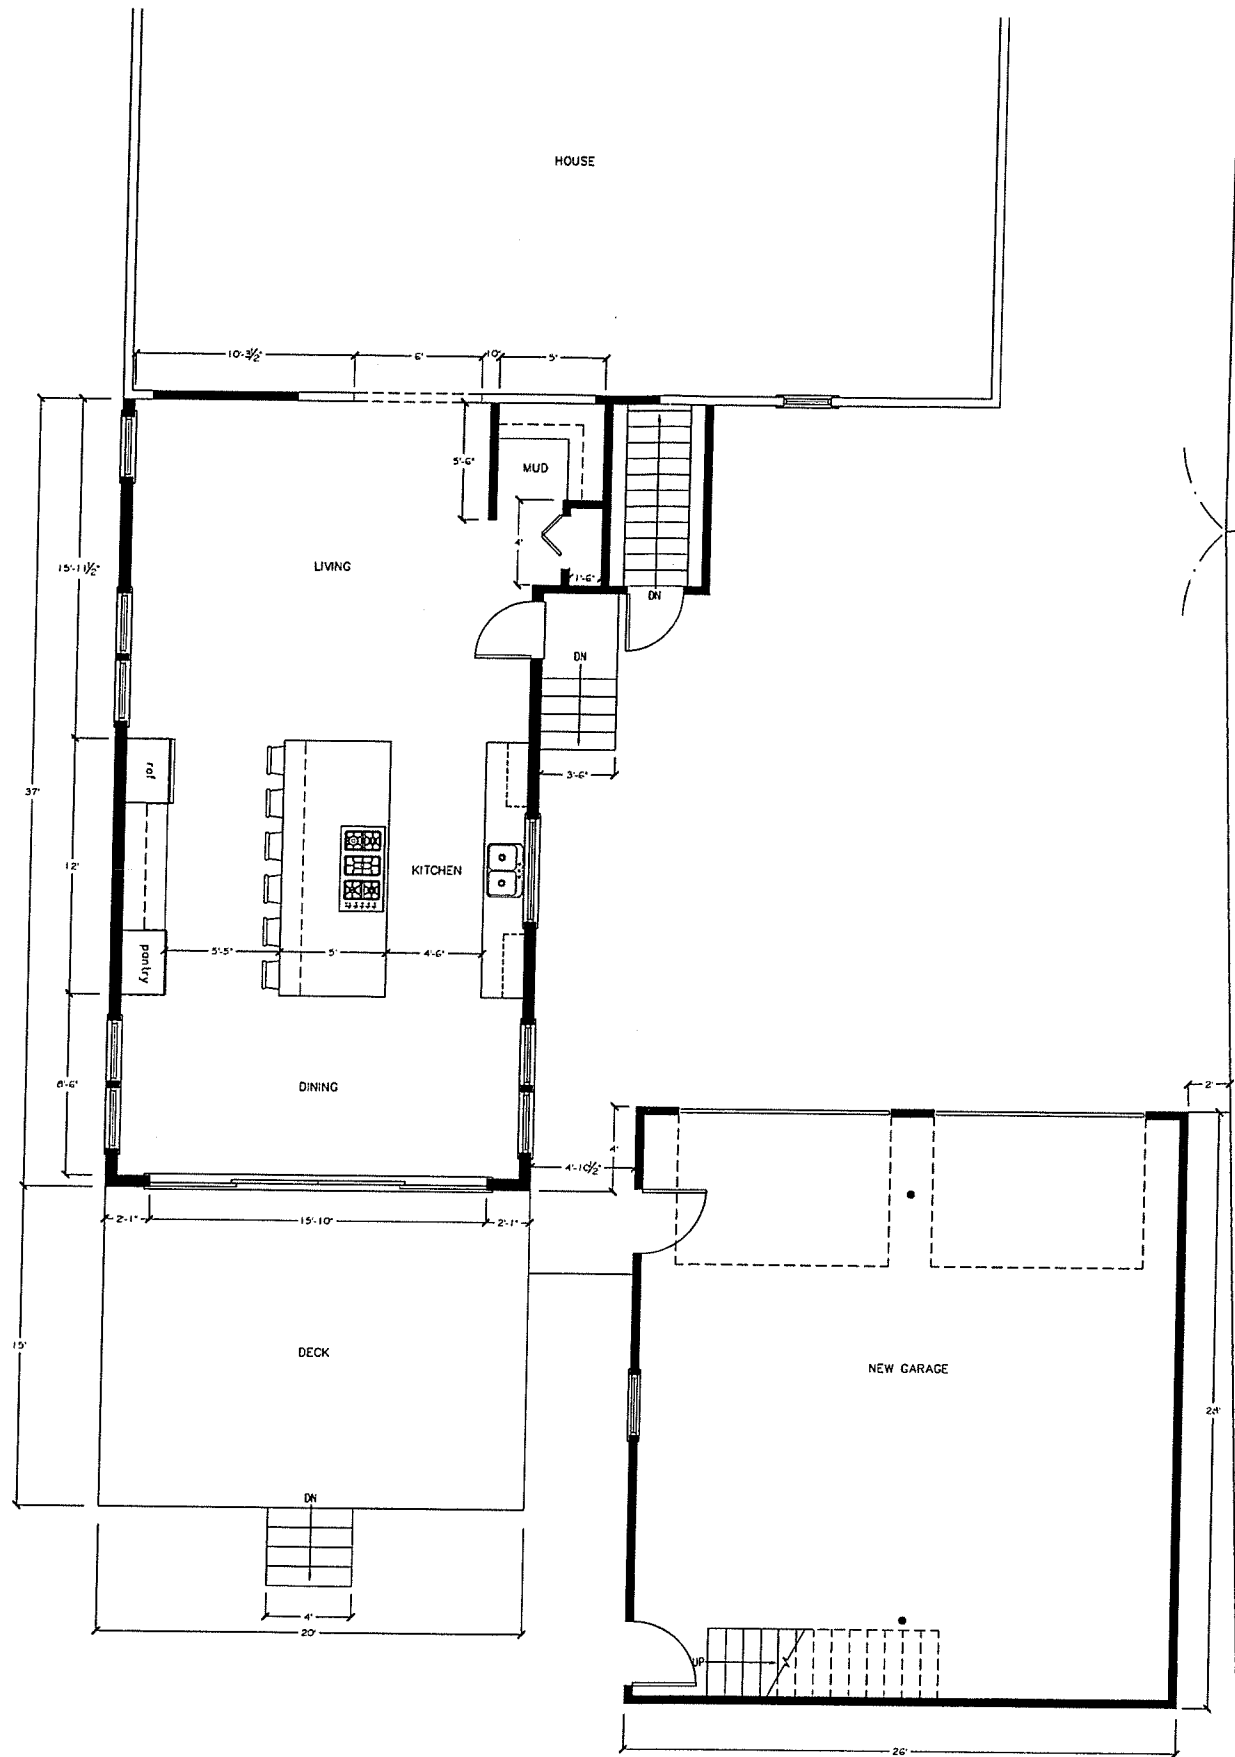 HOUSE
10'-3½"
6'
10"
5'
5'-6"
MUD
4'
15'-11½"
LIVING
1'-6"
DN
DN
3'-6"
ref
37'
12'
KITCHEN
pantry
5'-5"
5'
4'-6"
8'-6"
DINING
2'
4'
4'-10½"
2'-1"
15'-10"
2'-1"
15'
DECK
NEW GARAGE
28'
DN
4'
20'
UP
26'